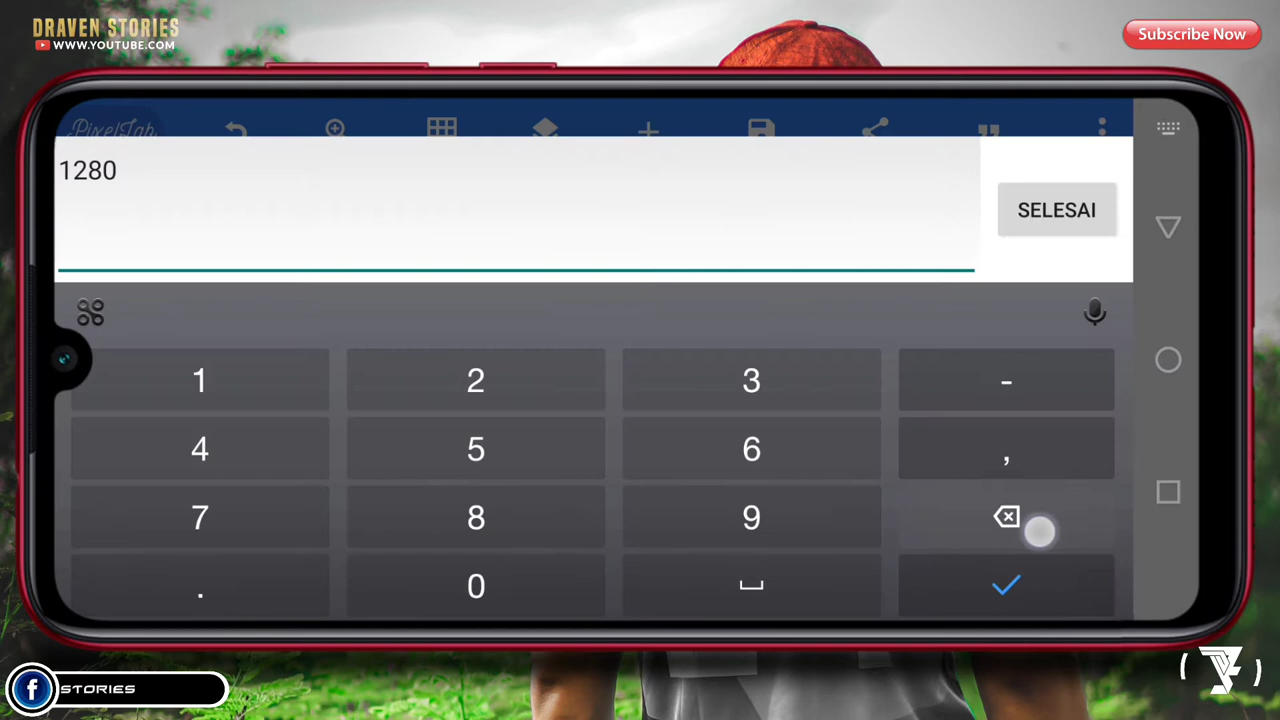 DRAVEN STORIES
WWW.YOUTUBE.COM
Subscribe Now
PixelLab
1280
SELESAI
1 2 3 -
4 5 6 ,
7 8 9
. 0
f STORIES